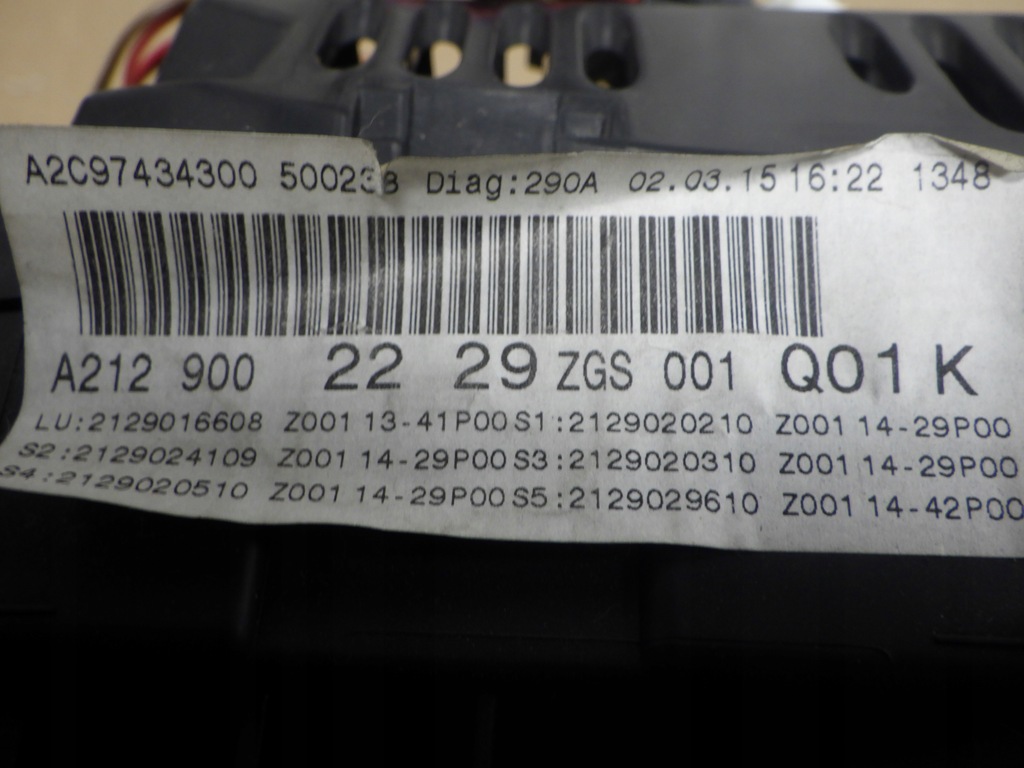 A2C97434300 Diag:290A 02.03.15 16:22 1348
A212 900 22 29 ZGS 001 Q01 K
LU:2129016608 Z001 13-41P00 S1:2129020210 Z001 14-29P00
S2:2129024109 Z001 14-29P00 S3:2129020310 Z001 14-29P00
S4:2129020510 Z001 14-29P00 S5:2129029610 Z001 14-42P00